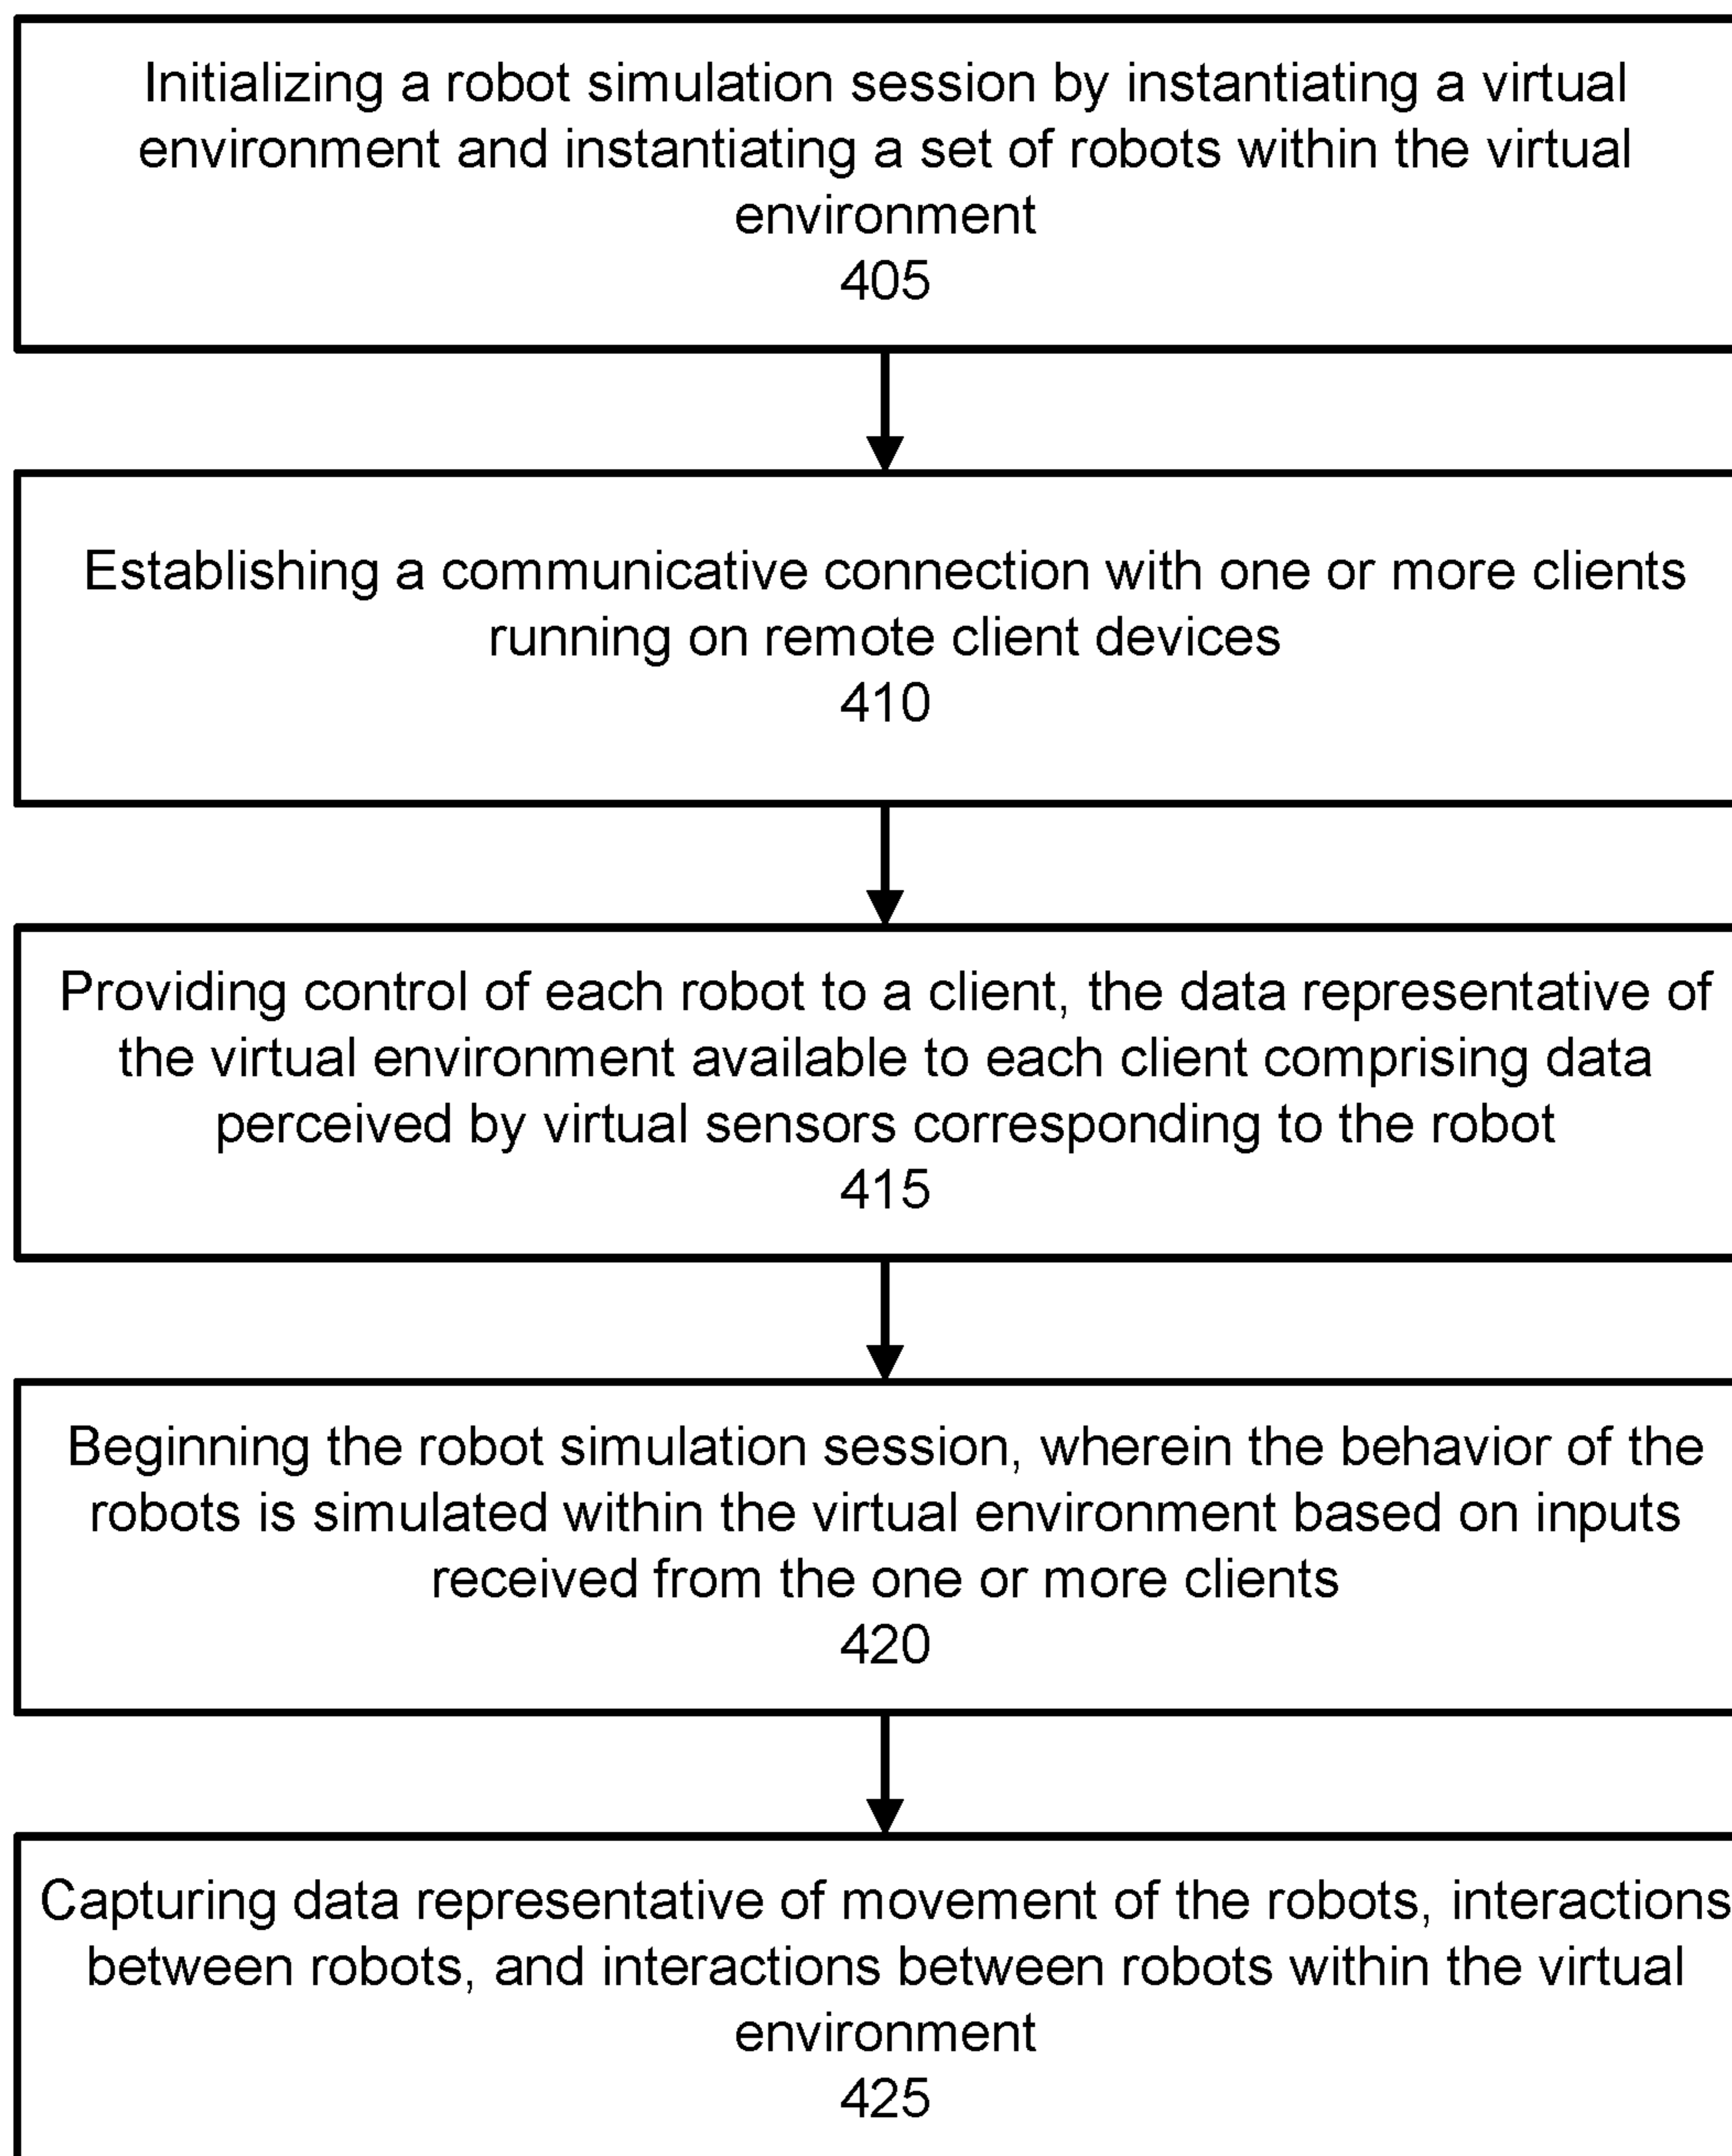 Initializing a robot simulation session by instantiating a virtual
environment and instantiating a set of robots within the virtual
environment
405
Establishing a communicative connection with one or more clients
running on remote client devices
410
Providing control of each robot to a client, the data representative of
the virtual environment available to each client comprising data
perceived by virtual sensors corresponding to the robot
415
Beginning the robot simulation session, wherein the behavior of the
robots is simulated within the virtual environment based on inputs
received from the one or more clients
420
Capturing data representative of movement of the robots, interactions
between robots, and interactions between robots within the virtual
environment
425